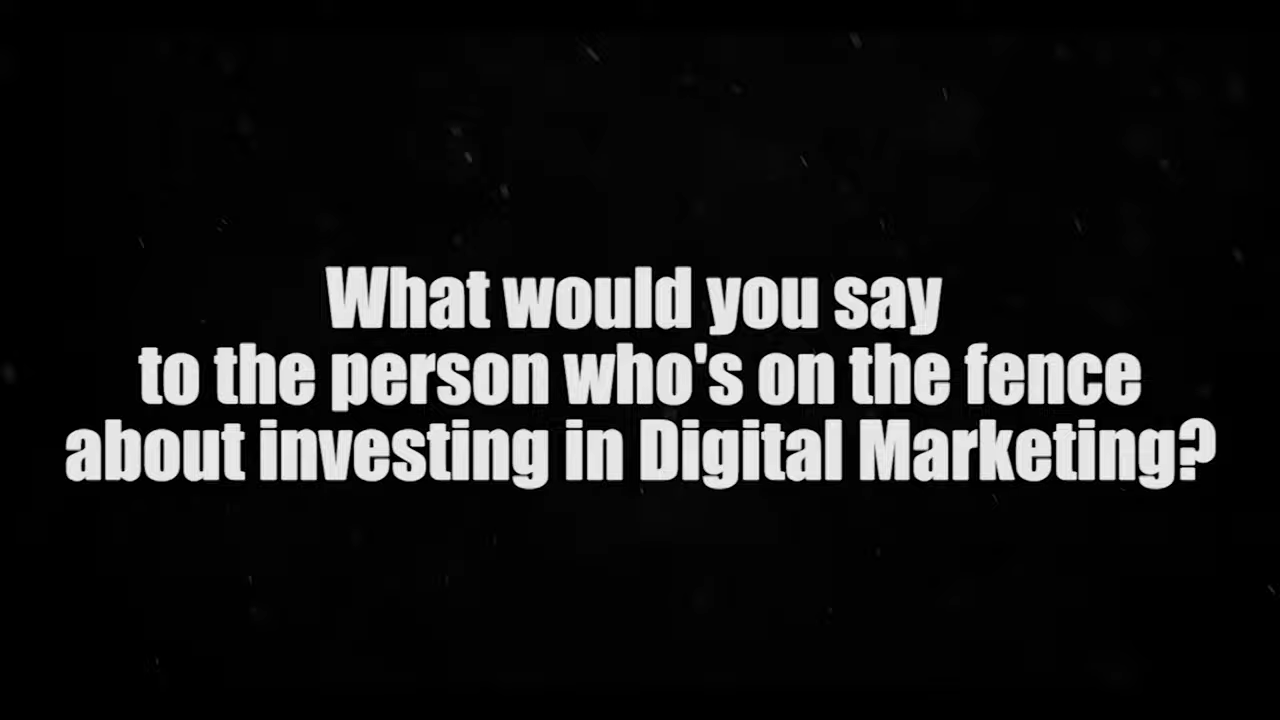 What would you say
to the person who's on the fence
about investing in Digital Marketing?